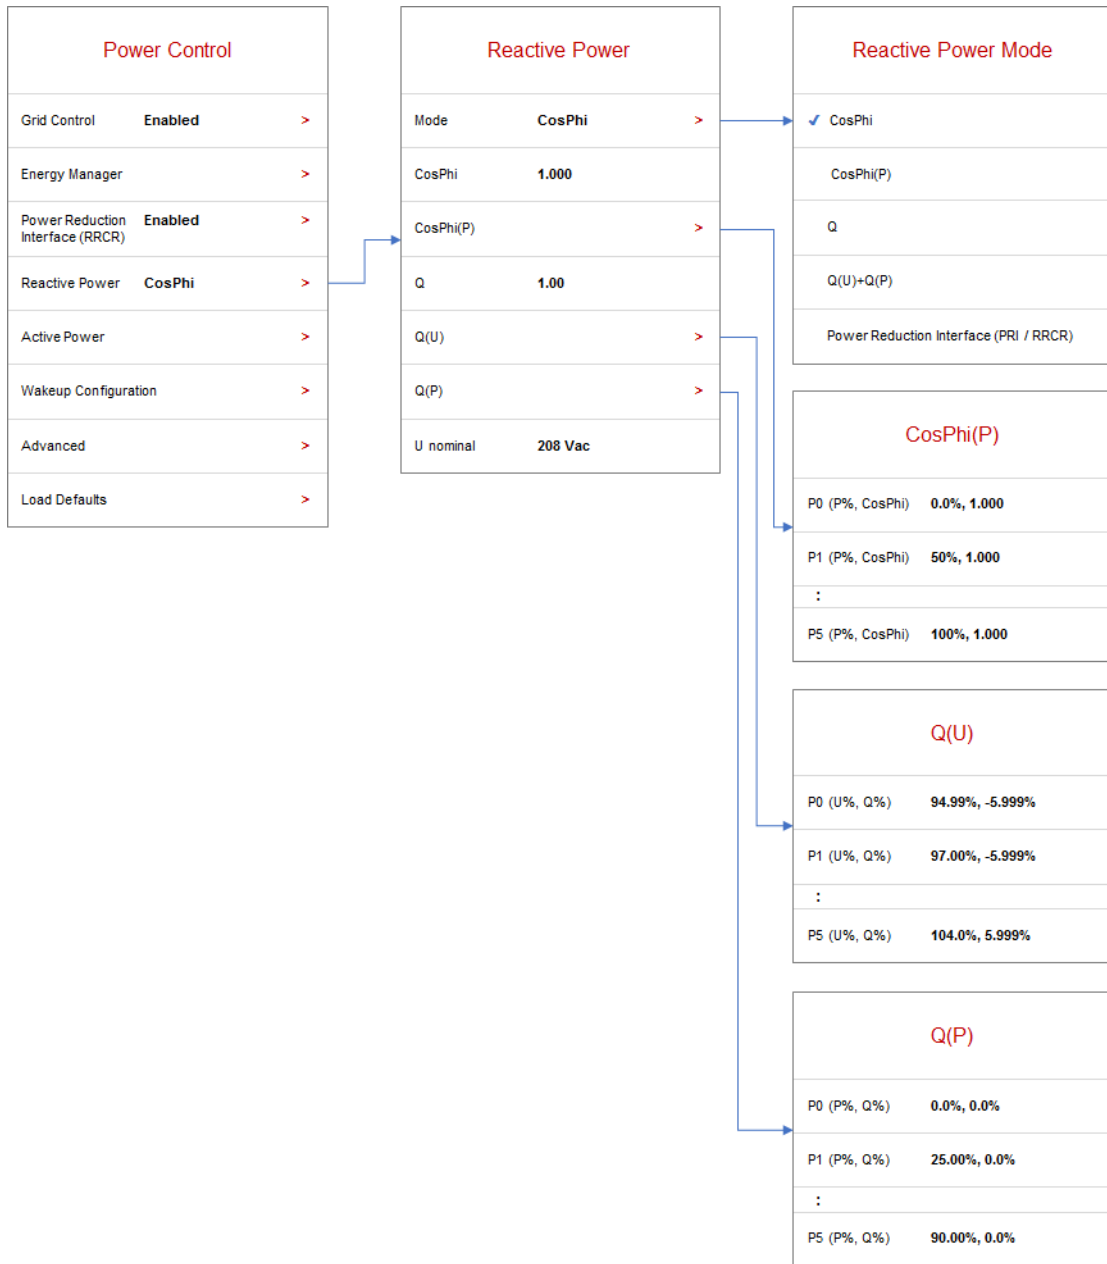 Power Control
Grid Control Enabled >
Energy Manager >
Power Reduction Enabled >
Interface (RRCR)
Reactive Power CosPhi >
Active Power >
Wakeup Configuration >
Advanced >
Load Defaults >
Reactive Power
Mode CosPhi >
CosPhi 1.000
CosPhi(P) >
Q 1.00
Q(U) >
Q(P) >
U nominal 208 Vac
Reactive Power Mode
✔ CosPhi
CosPhi(P)
Q
Q(U)+Q(P)
Power Reduction Interface (PRI / RRCR)
CosPhi(P)
P0 (P%, CosPhi) 0.0%, 1.000
P1 (P%, CosPhi) 50%, 1.000
:
P5 (P%, CosPhi) 100%, 1.000
Q(U)
P0 (U%, Q%) 94.99%, -5.999%
P1 (U%, Q%) 97.00%, -5.999%
:
P5 (U%, Q%) 104.0%, 5.999%
Q(P)
P0 (P%, Q%) 0.0%, 0.0%
P1 (P%, Q%) 25.00%, 0.0%
:
P5 (P%, Q%) 90.00%, 0.0%